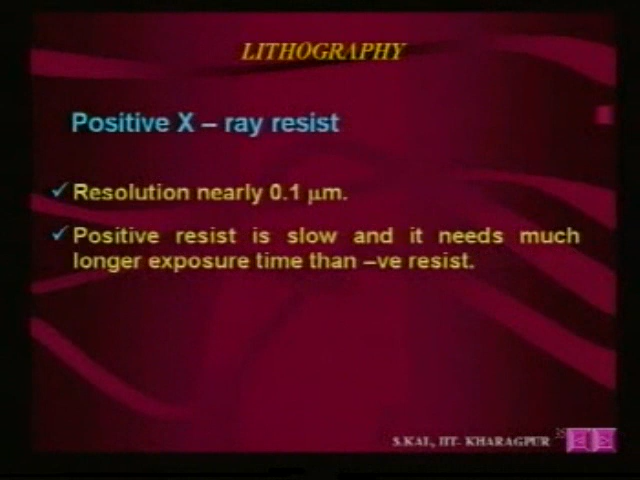 LITHOGRAPHY
Positive X – ray resist
✓ Resolution nearly 0.1 μm.
✓ Positive resist is slow and it needs much
longer exposure time than –ve resist.
S.KAL, IIT- KHARAGPUR